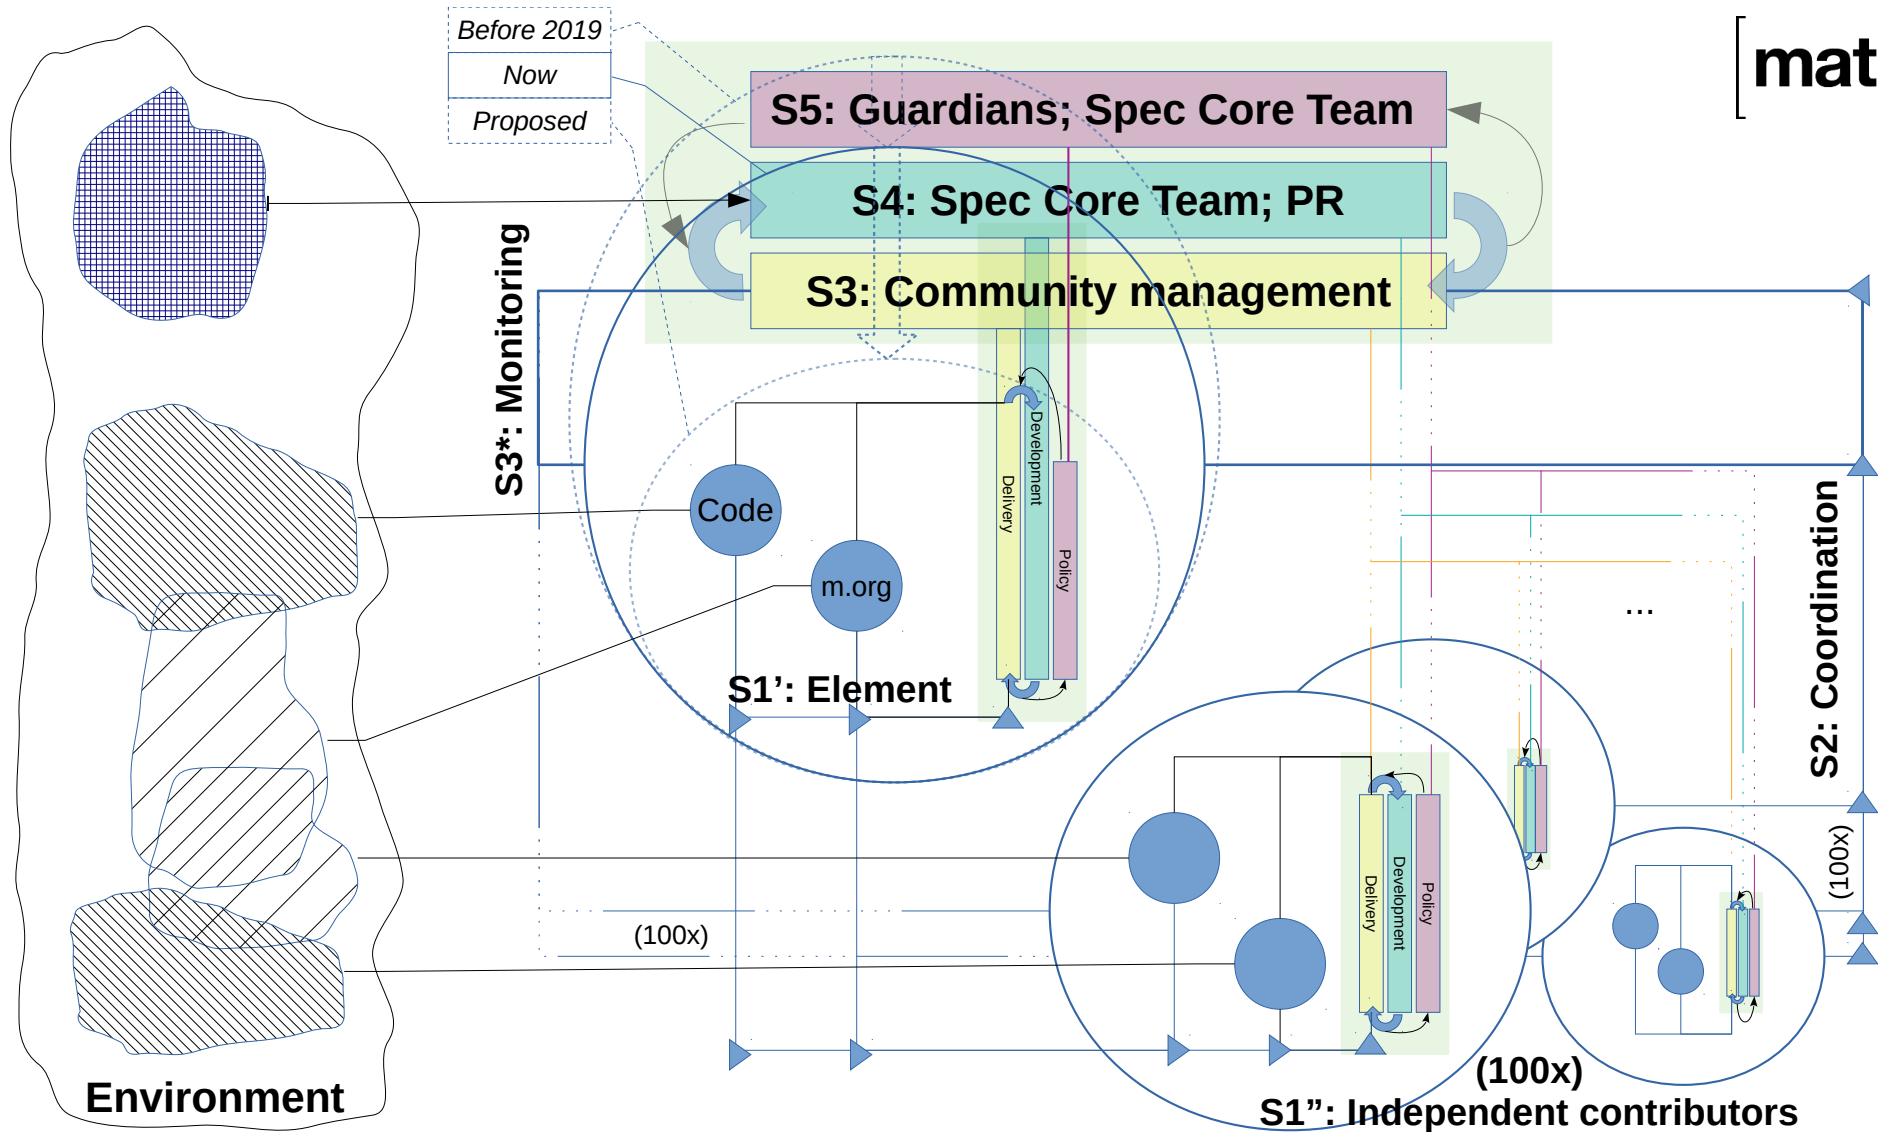 Before 2019
Now
Proposed
[mat
S5: Guardians; Spec Core Team
S4: Spec Core Team; PR
S3: Community management
S3*: Monitoring
Code
m.org
Delivery
Development
Policy
S1’: Element
...
S2: Coordination
(100x)
(100x)
Delivery
Development
Policy
(100x)
S1”: Independent contributors
Environment